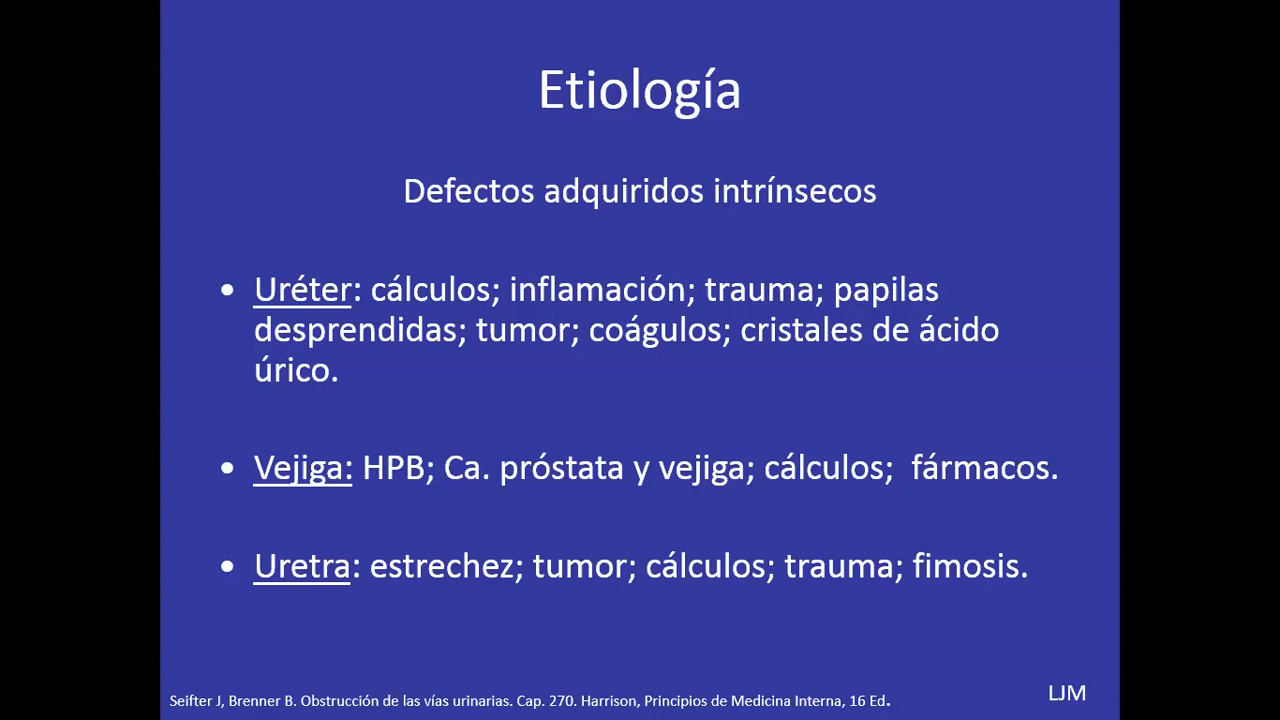 Etiología
Defectos adquiridos intrínsecos
• Uréter: cálculos; inflamación; trauma; papilas
desprendidas; tumor; coágulos; cristales de ácido
úrico.
• Vejiga: HPB; Ca. próstata y vejiga; cálculos;  fármacos.
• Uretra: estrechez; tumor; cálculos; trauma; fimosis.
Seifter J, Brenner B. Obstrucción de las vías urinarias. Cap. 270. Harrison, Principios de Medicina Interna, 16 Ed.
LJM